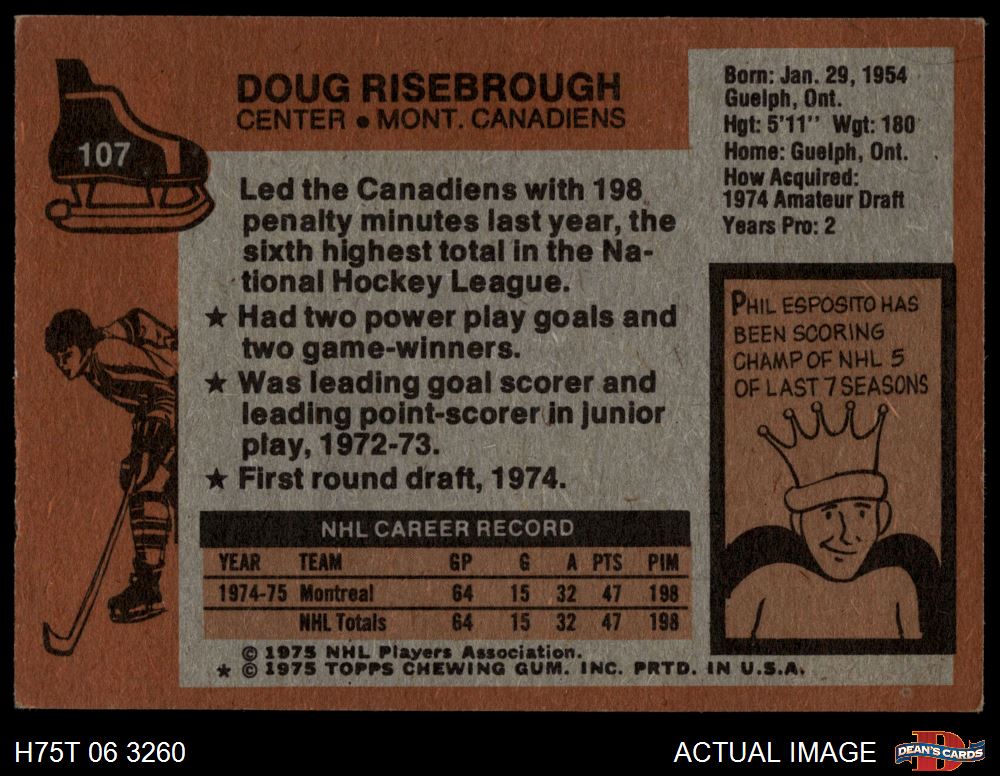 107
DOUG RISEBROUGH
CENTER • MONT. CANADIENS
Born: Jan. 29, 1954
Guelph, Ont.
Hgt: 5'11'' Wgt: 180
Home: Guelph, Ont.
How Acquired:
1974 Amateur Draft
Years Pro: 2
Led the Canadiens with 198
penalty minutes last year, the
sixth highest total in the Na-
tional Hockey League.
★ Had two power play goals and
two game-winners.
★ Was leading goal scorer and
leading point-scorer in junior
play, 1972-73.
★ First round draft, 1974.
PHIL ESPOSITO HAS
BEEN SCORING
CHAMP OF NHL 5
OF LAST 7 SEASONS
NHL CAREER RECORD
YEAR TEAM GP G A PTS PIM
1974-75 Montreal 64 15 32 47 198
NHL Totals 64 15 32 47 198
© 1975 NHL Players Association.
★ © 1975 TOPPS CHEWING GUM. INC. PRTD. IN U.S.A.
H75T 06 3260
ACTUAL IMAGE
DEAN'S CARDS